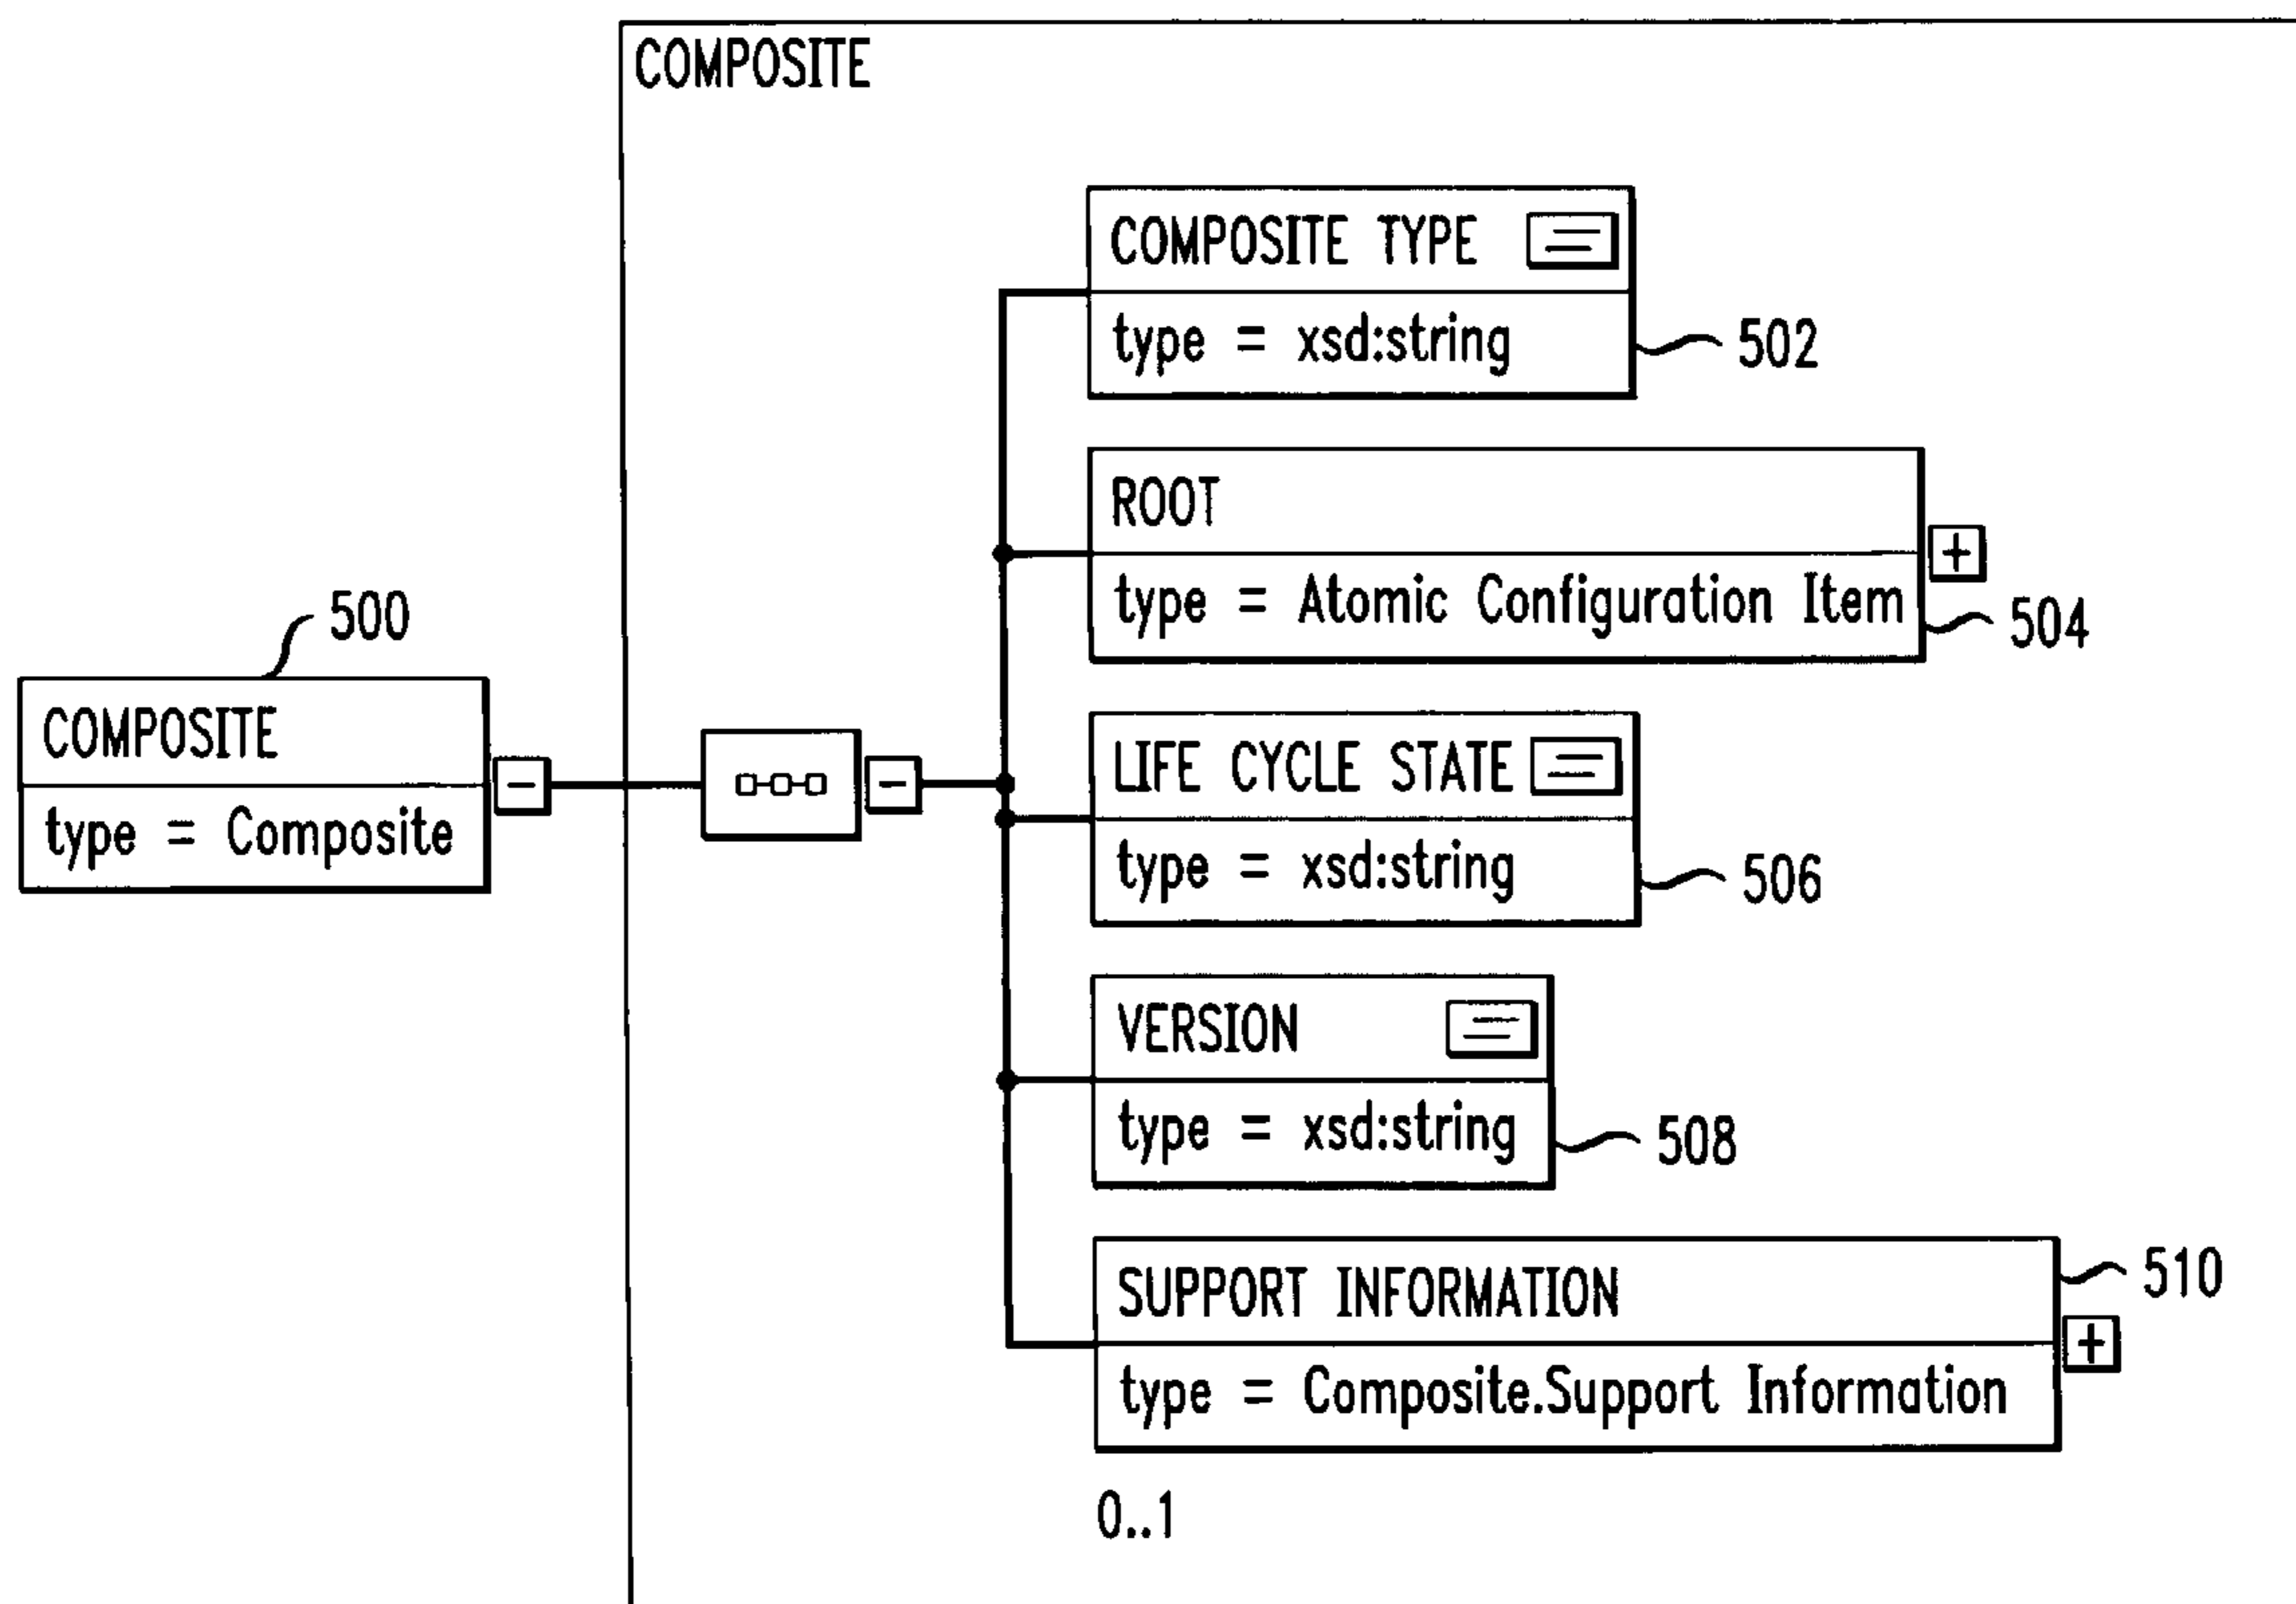 COMPOSITE
COMPOSITE TYPE
type = xsd:string
502
ROOT
type = Atomic Configuration Item
504
500
COMPOSITE
type = Composite
LIFE CYCLE STATE
type = xsd:string
506
VERSION
type = xsd:string
508
SUPPORT INFORMATION
510
type = Composite.Support Information
0..1